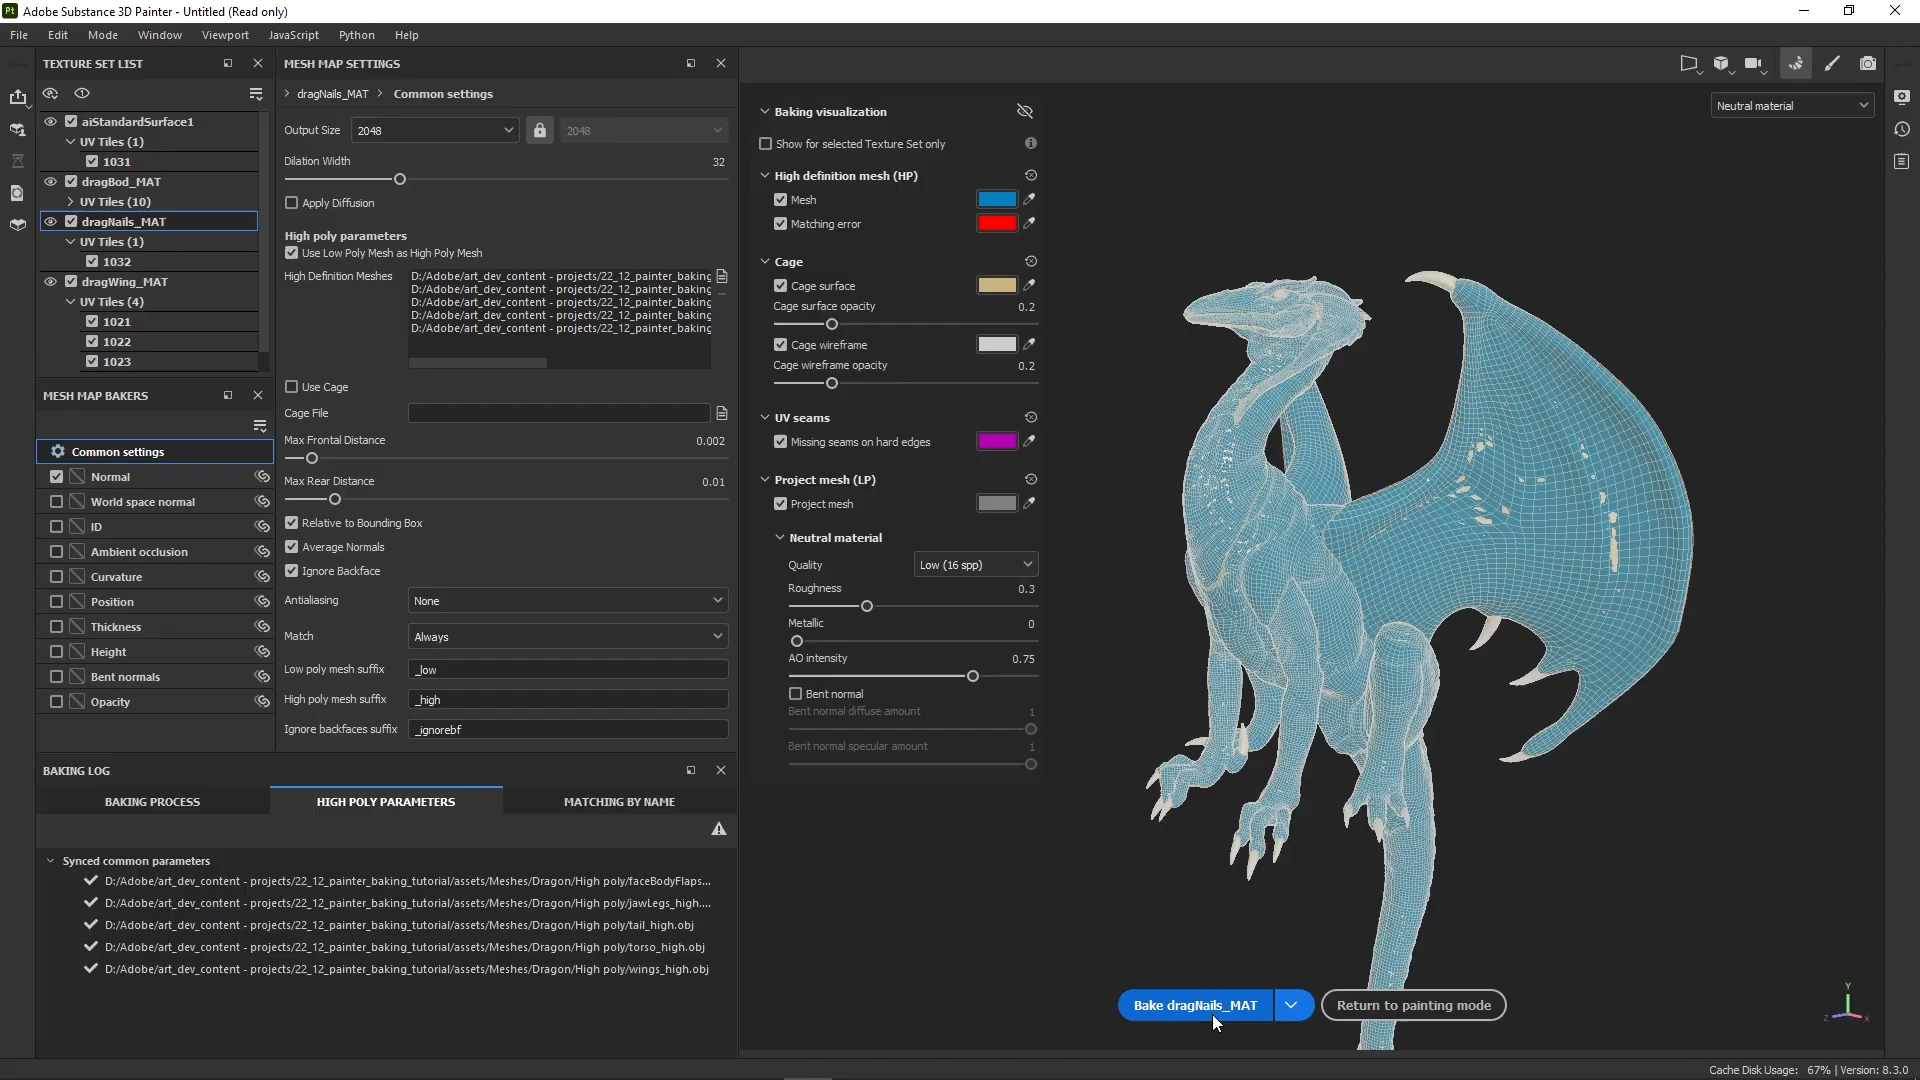 Pt Adobe Substance 3D Painter - Untitled (Read only)
File Edit Mode Window Viewport JavaScript Python Help
TEXTURE SET LIST
aiStandardSurface1
UV Tiles (1)
1031
dragBod_MAT
UV Tiles (10)
dragNails_MAT
UV Tiles (1)
1032
dragWing_MAT
UV Tiles (4)
1021
1022
1023
MESH MAP BAKERS
Common settings
Normal
World space normal
ID
Ambient occlusion
Curvature
Position
Thickness
Height
Bent normals
Opacity
MESH MAP SETTINGS
dragNails_MAT > Common settings
Output Size 2048 2048
Dilation Width 32
Apply Diffusion
High poly parameters
Use Low Poly Mesh as High Poly Mesh
High Definition Meshes
D:/Adobe/art_dev_content - projects/22_12_painter_baking
D:/Adobe/art_dev_content - projects/22_12_painter_baking
D:/Adobe/art_dev_content - projects/22_12_painter_baking
D:/Adobe/art_dev_content - projects/22_12_painter_baking
D:/Adobe/art_dev_content - projects/22_12_painter_baking
Use Cage
Cage File
Max Frontal Distance 0.002
Max Rear Distance 0.01
Relative to Bounding Box
Average Normals
Ignore Backface
Antialiasing None
Match Always
Low poly mesh suffix _low
High poly mesh suffix _high
Ignore backfaces suffix _ignorebf
BAKING LOG
BAKING PROCESS HIGH POLY PARAMETERS MATCHING BY NAME
Synced common parameters
D:/Adobe/art_dev_content - projects/22_12_painter_baking_tutorial/assets/Meshes/Dragon/High poly/faceBodyFlaps...
D:/Adobe/art_dev_content - projects/22_12_painter_baking_tutorial/assets/Meshes/Dragon/High poly/jawLegs_high....
D:/Adobe/art_dev_content - projects/22_12_painter_baking_tutorial/assets/Meshes/Dragon/High poly/tail_high.obj
D:/Adobe/art_dev_content - projects/22_12_painter_baking_tutorial/assets/Meshes/Dragon/High poly/torso_high.obj
D:/Adobe/art_dev_content - projects/22_12_painter_baking_tutorial/assets/Meshes/Dragon/High poly/wings_high.obj
Baking visualization
Show for selected Texture Set only
High definition mesh (HP)
Mesh
Matching error
Cage
Cage surface
Cage surface opacity 0.2
Cage wireframe
Cage wireframe opacity 0.2
UV seams
Missing seams on hard edges
Project mesh (LP)
Project mesh
Neutral material
Quality Low (16 spp)
Roughness 0.3
Metallic 0
AO intensity 0.75
Bent normal
Bent normal diffuse amount 1
Bent normal specular amount 1
Neutral material
Bake dragNails_MAT
Return to painting mode
Y
Z X
Cache Disk Usage: 67% | Version: 8.3.0